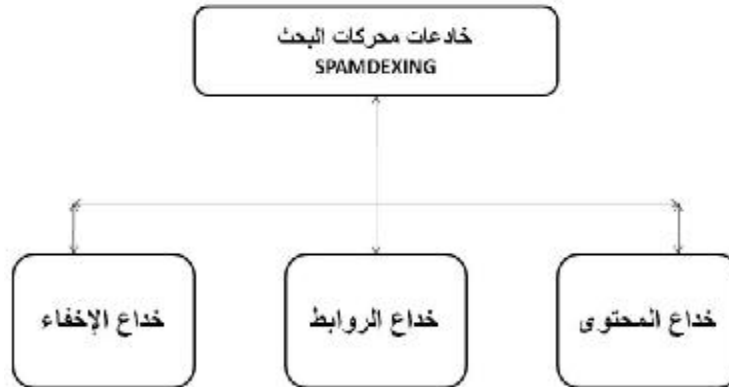 خادعات محركات البحث
SPAMDEXING
خداع المحتوى
خداع الروابط
خداع الإخفاء